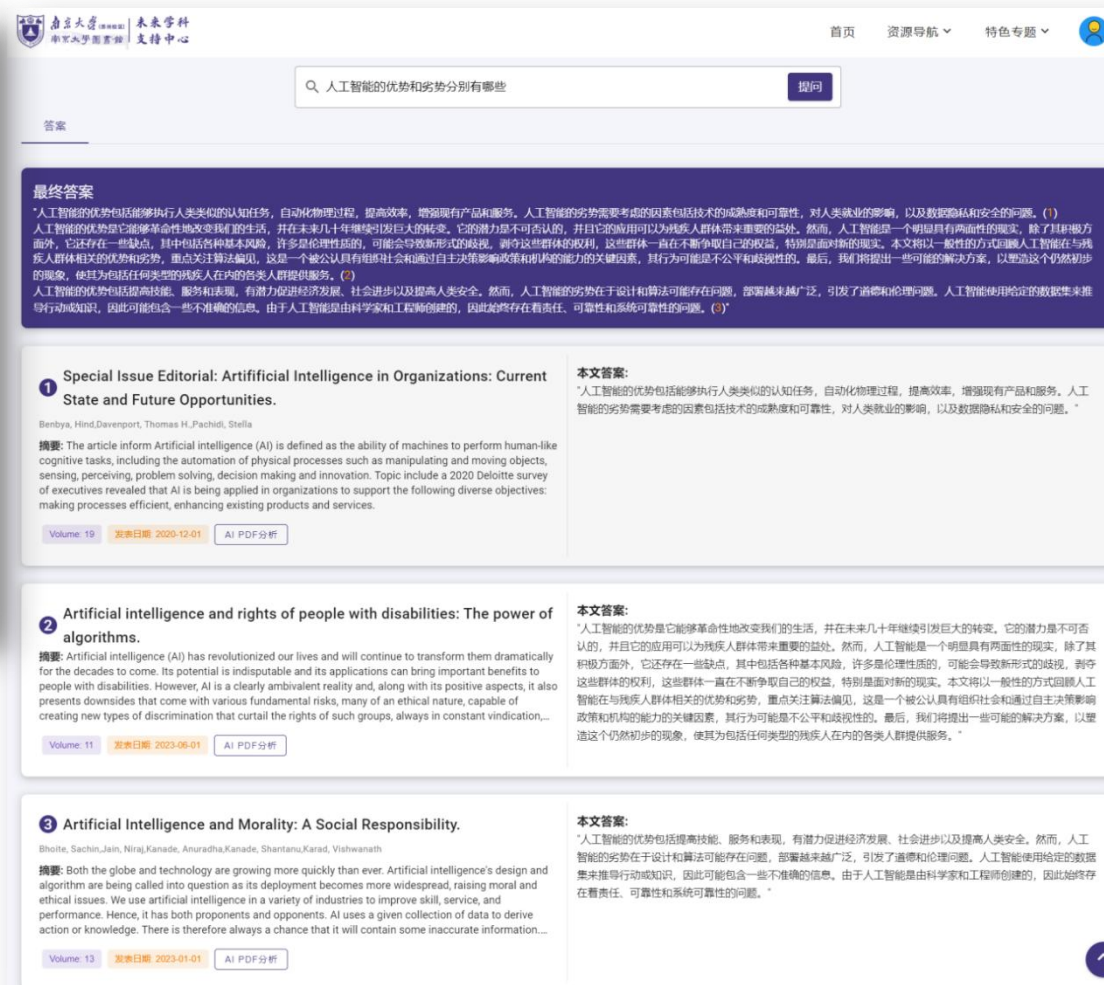 南京大学
南京大学图书馆
未来学科
支持中心
首页
资源导航
特色专题
人工智能的优势和劣势分别有哪些
提问
答案
最终答案
"人工智能的优势包括能够执行人类类似的认知任务，自动化物理过程，提高效率，增强现有产品和服务。人工智能的劣势需要考虑的因素包括技术的成熟度和可靠性，对人类就业的影响，以及数据隐私和安全的问题。(1)
人工智能的优势是它能够革命性地改变我们的生活，并在未来几十年继续引发巨大的转变。它的潜力是不可否认的，并且它的应用可以为残疾人群体带来重要的益处。然而，人工智能是一个明显具有两面性的现实，除了其积极方
面外，它还存在一些缺点，其中包括各种基本风险，许多是伦理性质的，可能会导致新形式的歧视，剥夺这些群体的权利，这些群体一直在不断争取自己的权益，特别是面对新的现实。本文将以一般性的方式回顾人工智能在与残
疾人群体相关的优势和劣势，重点关注算法偏见，这是一个被公认具有组织社会和通过自主决策影响政策和机构的能力的关键因素，其行为可能是不公平和歧视性的。最后，我们将提出一些可能的解决方案，以塑造这个仍然初步
的现象，使其为包括任何类型的残疾人在内的各类人群提供服务。(2)
人工智能的优势包括提高技能、服务和表现，有潜力促进经济发展、社会进步以及提高人类安全。然而，人工智能的劣势在于设计和算法可能存在问题，部署越来越广泛，引发了道德和伦理问题。人工智能使用给定的数据集来推
导行动或知识，因此可能包含一些不准确的信息。由于人工智能是由科学家和工程师创建的，因此始终存在着责任、可靠性和系统可靠性的问题。(3)"
1
Special Issue Editorial: Artifificial Intelligence in Organizations: Current
State and Future Opportunities.
Benbya, Hind,Davenport, Thomas H.,Pachidi, Stella
摘要: The article inform Artificial intelligence (AI) is defined as the ability of machines to perform human-like
cognitive tasks, including the automation of physical processes such as manipulating and moving objects,
sensing, perceiving, problem solving, decision making and innovation. Topic include a 2020 Deloitte survey
of executives revealed that AI is being applied in organizations to support the following diverse objectives:
making processes efficient, enhancing existing products and services.
Volume: 19
发表日期: 2020-12-01
AI PDF分析
本文答案:
"人工智能的优势包括能够执行人类类似的认知任务，自动化物理过程，提高效率，增强现有产品和服务。人工
智能的劣势需要考虑的因素包括技术的成熟度和可靠性，对人类就业的影响，以及数据隐私和安全的问题。"
2
Artificial intelligence and rights of people with disabilities: The power of
algorithms.
摘要: Artificial intelligence (AI) has revolutionized our lives and will continue to transform them dramatically
for the decades to come. Its potential is indisputable and its applications can bring important benefits to
people with disabilities. However, AI is a clearly ambivalent reality and, along with its positive aspects, it also
presents downsides that come with various fundamental risks, many of an ethical nature, capable of
creating new types of discrimination that curtail the rights of such groups, always in constant vindication,...
Volume: 11
发表日期: 2023-06-01
AI PDF分析
本文答案:
"人工智能的优势是它能够革命性地改变我们的生活，并在未来几十年继续引发巨大的转变。它的潜力是不可否
认的，并且它的应用可以为残疾人群体带来重要的益处。然而，人工智能是一个明显具有两面性的现实，除了其
积极方面外，它还存在一些缺点，其中包括各种基本风险，许多是伦理性质的，可能会导致新形式的歧视，剥夺
这些群体的权利，这些群体一直在不断争取自己的权益，特别是面对新的现实。本文将以一般性的方式回顾人工
智能在与残疾人群体相关的优势和劣势，重点关注算法偏见，这是一个被公认具有组织社会和通过自主决策影响
政策和机构的能力的关键因素，其行为可能是不公平和歧视性的。最后，我们将提出一些可能的解决方案，以塑
造这个仍然初步的现象，使其为包括任何类型的残疾人在内的各类人群提供服务。"
3
Artificial Intelligence and Morality: A Social Responsibility.
Bhoite, Sachin,Jain, Niraj,Kanade, Anuradha,Kanade, Shantanu,Karad, Vishwanath
摘要: Both the globe and technology are growing more quickly than ever. Artificial intelligence's design and
algorithm are being called into question as its deployment becomes more widespread, raising moral and
ethical issues. We use artificial intelligence in a variety of industries to improve skill, service, and
performance. Hence, it has both proponents and opponents. AI uses a given collection of data to derive
action or knowledge. There is therefore always a chance that it will contain some inaccurate information....
Volume: 13
发表日期: 2023-01-01
AI PDF分析
本文答案:
"人工智能的优势包括提高技能、服务和表现，有潜力促进经济发展、社会进步以及提高人类安全。然而，人工
智能的劣势在于设计和算法可能存在问题，部署越来越广泛，引发了道德和伦理问题。人工智能使用给定的数据
集来推导行动或知识，因此可能包含一些不准确的信息。由于人工智能是由科学家和工程师创建的，因此始终存
在着责任、可靠性和系统可靠性的问题。"